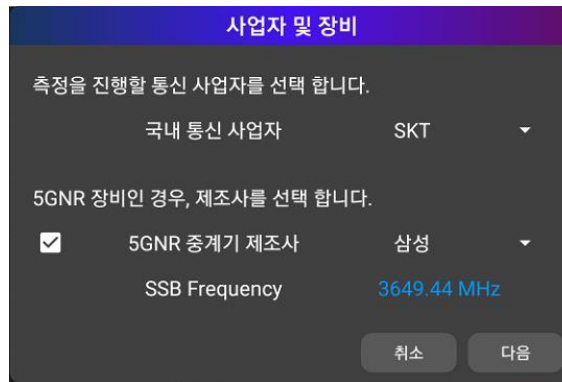 사업자 및 장비
측정을 진행할 통신 사업자를 선택 합니다.
국내 통신 사업자 SKT
5GNR 장비인 경우, 제조사를 선택 합니다.
5GNR 중계기 제조사 삼성
SSB Frequency 3649.44 MHz
취소 다음